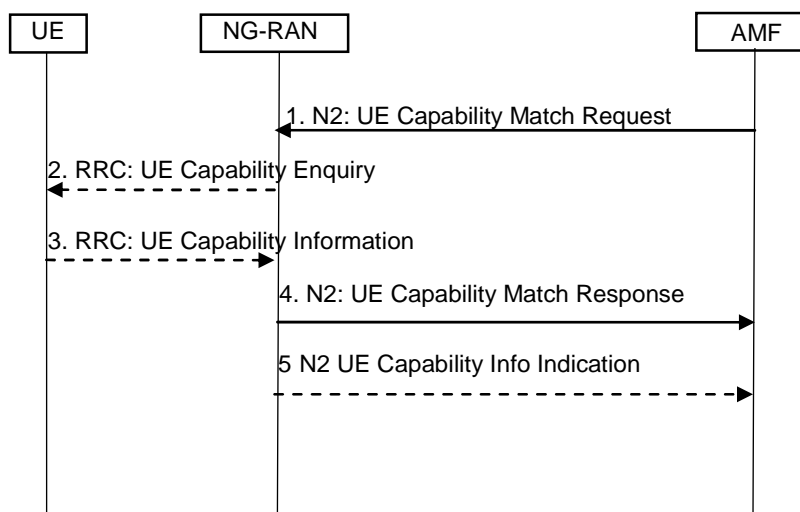 UE
NG-RAN
AMF
1. N2: UE Capability Match Request
2. RRC: UE Capability Enquiry
3. RRC: UE Capability Information
4. N2: UE Capability Match Response
5 N2 UE Capability Info Indication